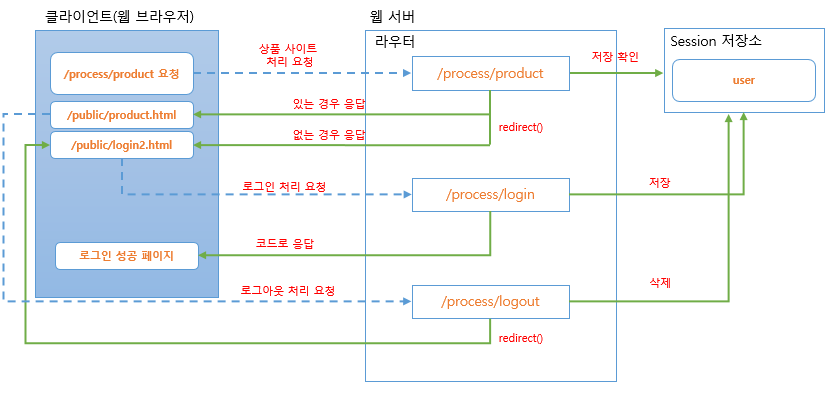 클라이언트(웹 브라우저)
웹 서버
라우터
Session 저장소
/process/product 요청
상품 사이트
처리 요청
/process/product
저장 확인
user
/public/product.html
있는 경우 응답
redirect()
/public/login2.html
없는 경우 응답
로그인 처리 요청
/process/login
저장
로그인 성공 페이지
코드로 응답
로그아웃 처리 요청
/process/logout
삭제
redirect()